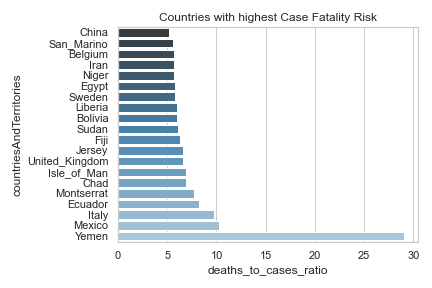 Countries with highest Case Fatality Risk
countriesAndTerritories
China
San_Marino
Belgium
Iran
Niger
Egypt
Sweden
Liberia
Bolivia
Sudan
Fiji
Jersey
United_Kingdom
Isle_of_Man
Chad
Montserrat
Ecuador
Italy
Mexico
Yemen
0 5 10 15 20 25 30
deaths_to_cases_ratio